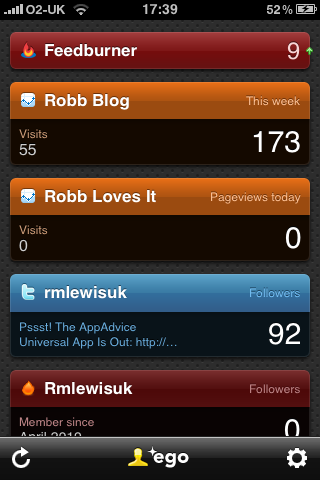 O2-UK 17:39 52%
Feedburner 9
Robb Blog This week
Visits
55 173
Robb Loves It Pageviews today
Visits
0 0
rmlewisuk Followers
Pssst! The AppAdvice
Universal App Is Out: http://… 92
Rmlewisuk Followers
Member since
April 2010 0
ego